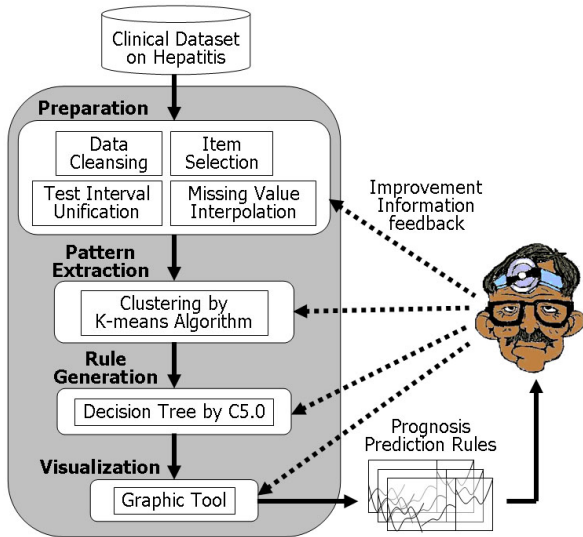 Clinical Dataset
on Hepatitis
Preparation
Data
Cleansing
Item
Selection
Test Interval
Unification
Missing Value
Interpolation
Improvement
Information
feedback
Pattern
Extraction
Clustering by
K-means Algorithm
Rule
Generation
Decision Tree by C5.0
Prognosis
Prediction Rules
Visualization
Graphic Tool